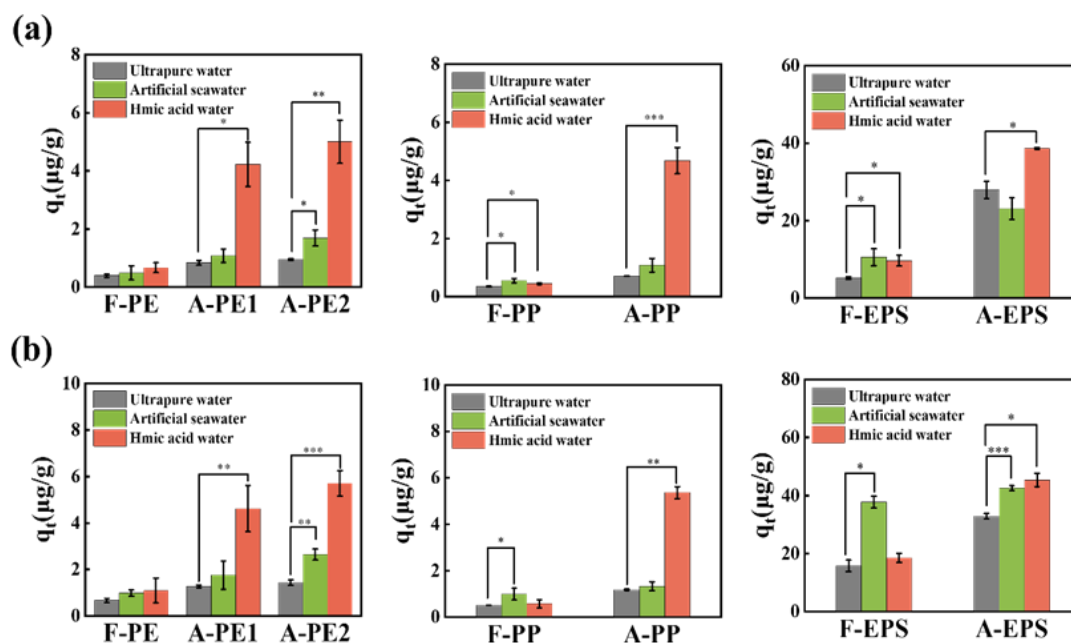 (a)
8
6
4
2
0
qt(μg/g)
Ultrapure water
Artificial seawater
Hmic acid water
*
**
*
F-PE A-PE1 A-PE2
8
6
4
2
0
qt(μg/g)
Ultrapure water
Artificial seawater
Hmic acid water
*
*
***
F-PP A-PP
60
40
20
0
qt(μg/g)
Ultrapure water
Artificial seawater
Hmic acid water
*
*
*
F-EPS A-EPS
(b)
10
8
6
4
2
0
qt(μg/g)
Ultrapure water
Artificial seawater
Hmic acid water
**
***
**
F-PE A-PE1 A-PE2
10
8
6
4
2
0
qt(μg/g)
Ultrapure water
Artificial seawater
Hmic acid water
*
**
F-PP A-PP
80
60
40
20
0
qt(μg/g)
Ultrapure water
Artificial seawater
Hmic acid water
*
***
*
F-EPS A-EPS